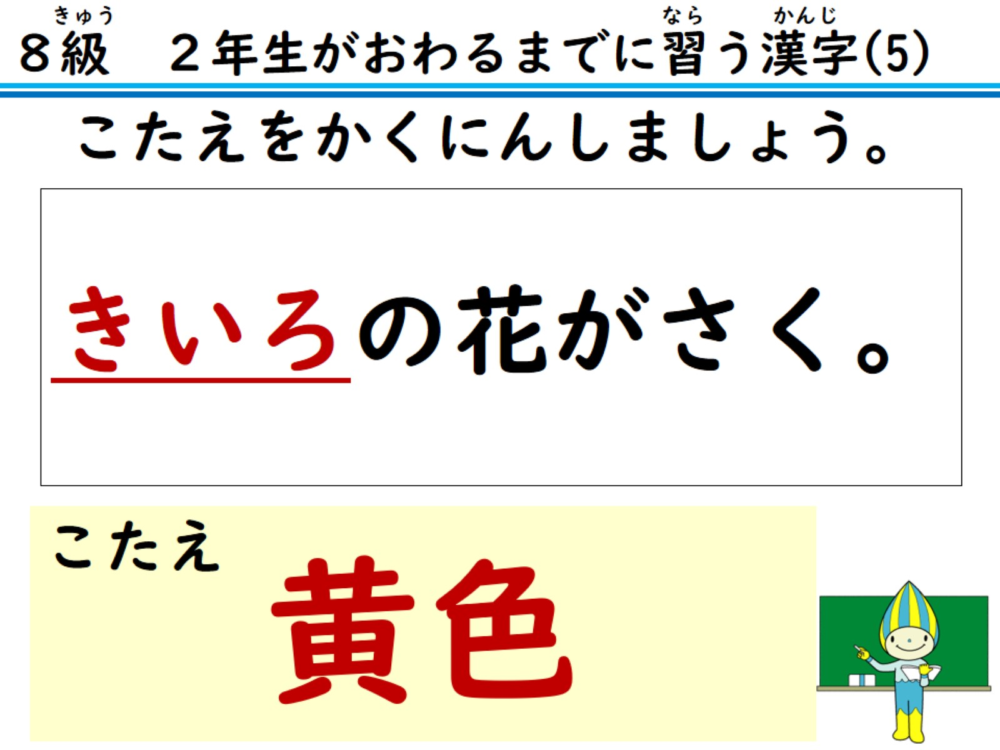 きゅう なら かんじ
８級　２年生がおわるまでに習う漢字(5)
こたえをかくにんしましょう。
きいろの花がさく。
こたえ
黄色